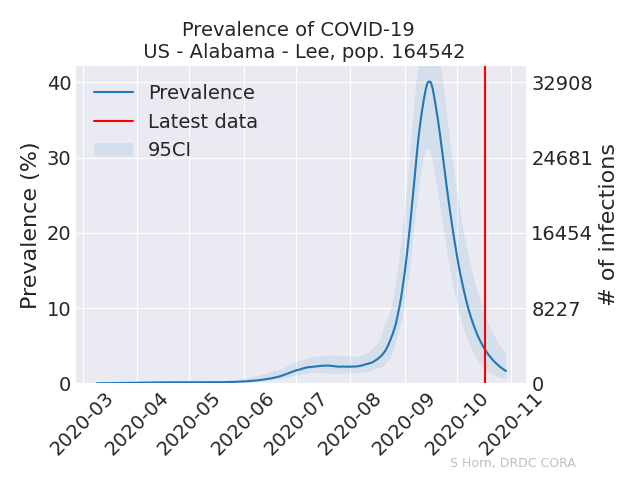 Prevalence of COVID-19
US - Alabama - Lee, pop. 164542
Prevalence
Latest data
95CI
Prevalence (%)
40
30
20
10
0
32908
24681
16454
8227
0
# of infections
2020-03
2020-04
2020-05
2020-06
2020-07
2020-08
2020-09
2020-10
2020-11
S Horn, DRDC CORA